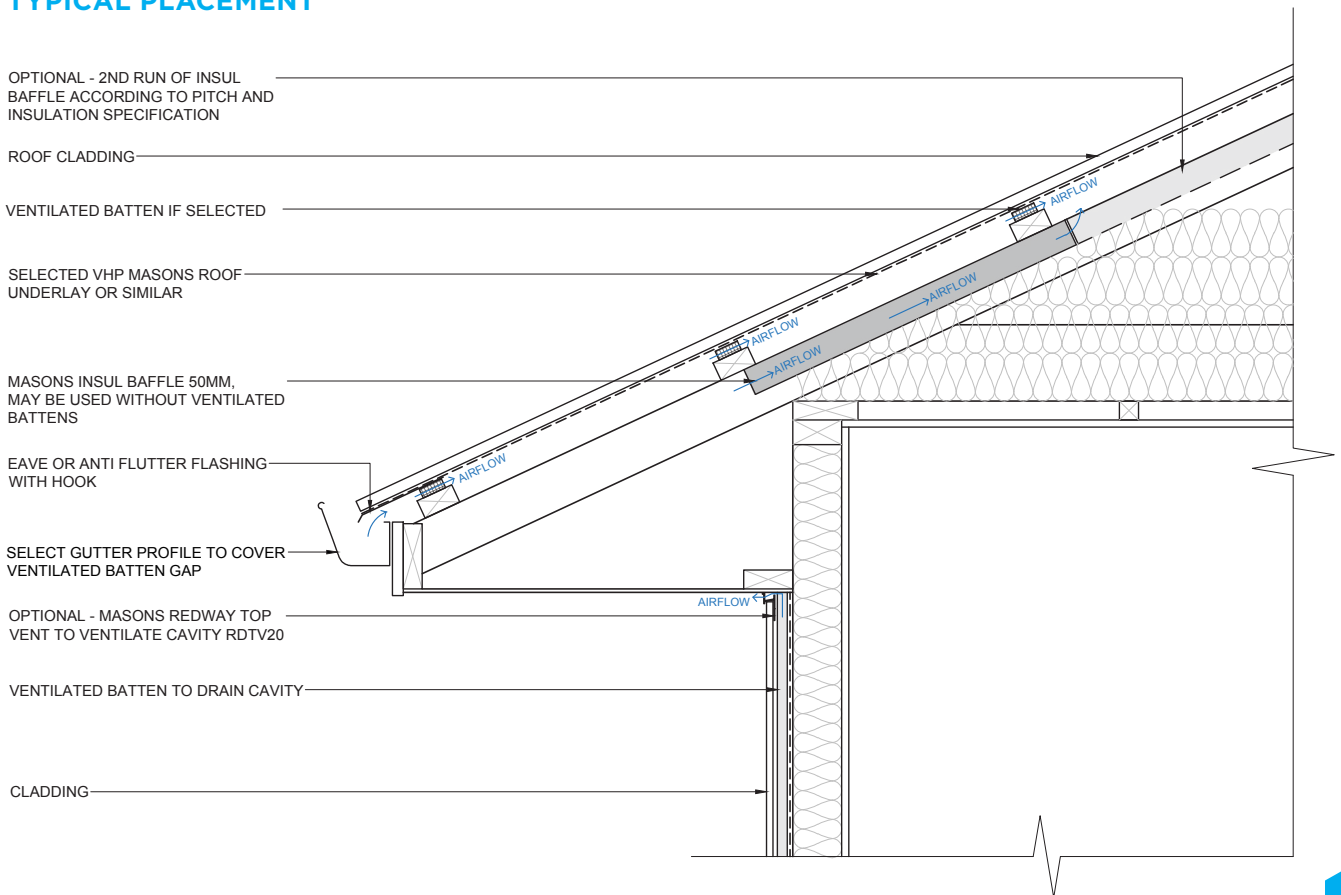 TYPICAL PLACEMENT
OPTIONAL - 2ND RUN OF INSUL
BAFFLE ACCORDING TO PITCH AND
INSULATION SPECIFICATION
ROOF CLADDING
VENTILATED BATTEN IF SELECTED
SELECTED VHP MASONS ROOF
UNDERLAY OR SIMILAR
MASONS INSUL BAFFLE 50MM,
MAY BE USED WITHOUT VENTILATED
BATTENS
EAVE OR ANTI FLUTTER FLASHING
WITH HOOK
SELECT GUTTER PROFILE TO COVER
VENTILATED BATTEN GAP
OPTIONAL - MASONS REDWAY TOP
VENT TO VENTILATE CAVITY RDTV20
VENTILATED BATTEN TO DRAIN CAVITY
CLADDING
AIRFLOW
AIRFLOW
AIRFLOW
AIRFLOW
AIRFLOW
AIRFLOW